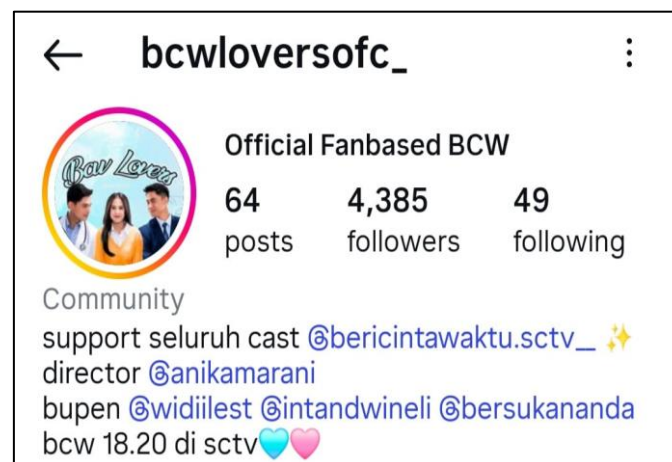 bcwloversofc_
Bcw Lovers
Official Fanbased BCW
64 4,385 49
posts followers following
Community
support seluruh cast @bericintawaktu.sctv__ ✨
director @anikamarani
bupen @widiilest @intandwineli @bersukananda
bcw 18.20 di sctv🩵🩷